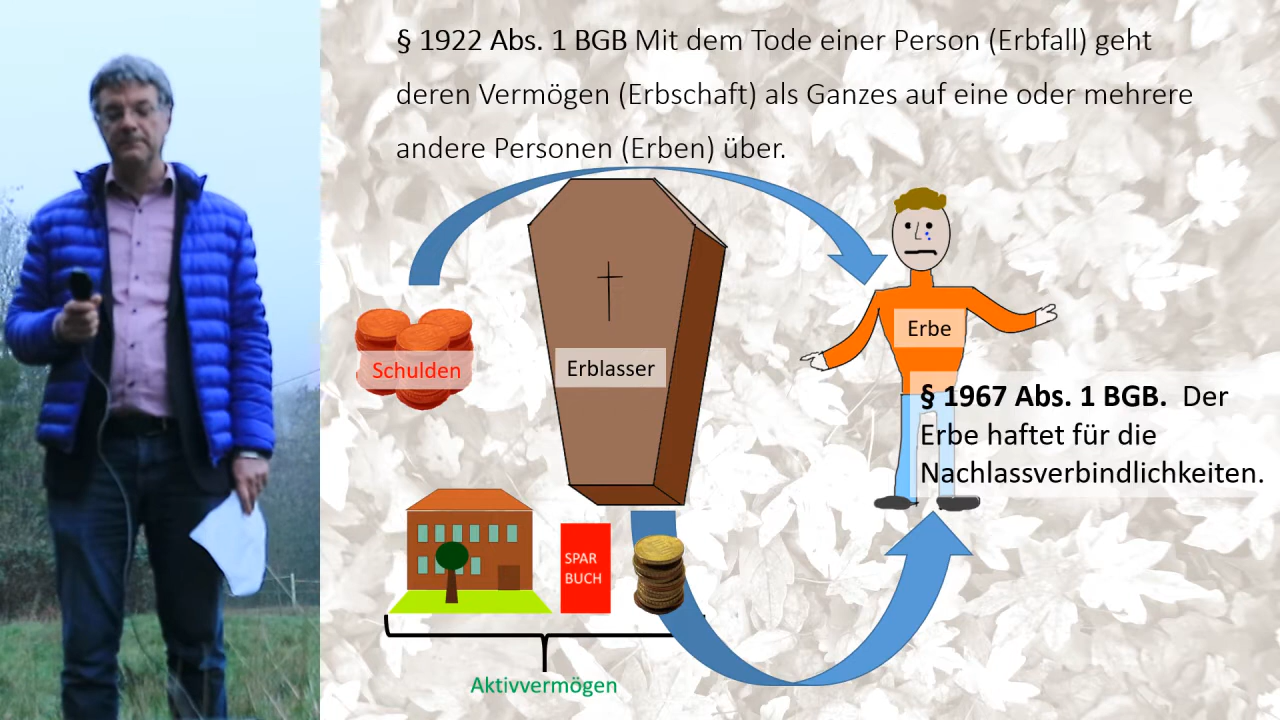 § 1922 Abs. 1 BGB Mit dem Tode einer Person (Erbfall) geht
deren Vermögen (Erbschaft) als Ganzes auf eine oder mehrere
andere Personen (Erben) über.
Erbe
Schulden
Erblasser
§ 1967 Abs. 1 BGB. Der
Erbe haftet für die
Nachlassverbindlichkeiten.
SPAR
BUCH
Aktivvermögen